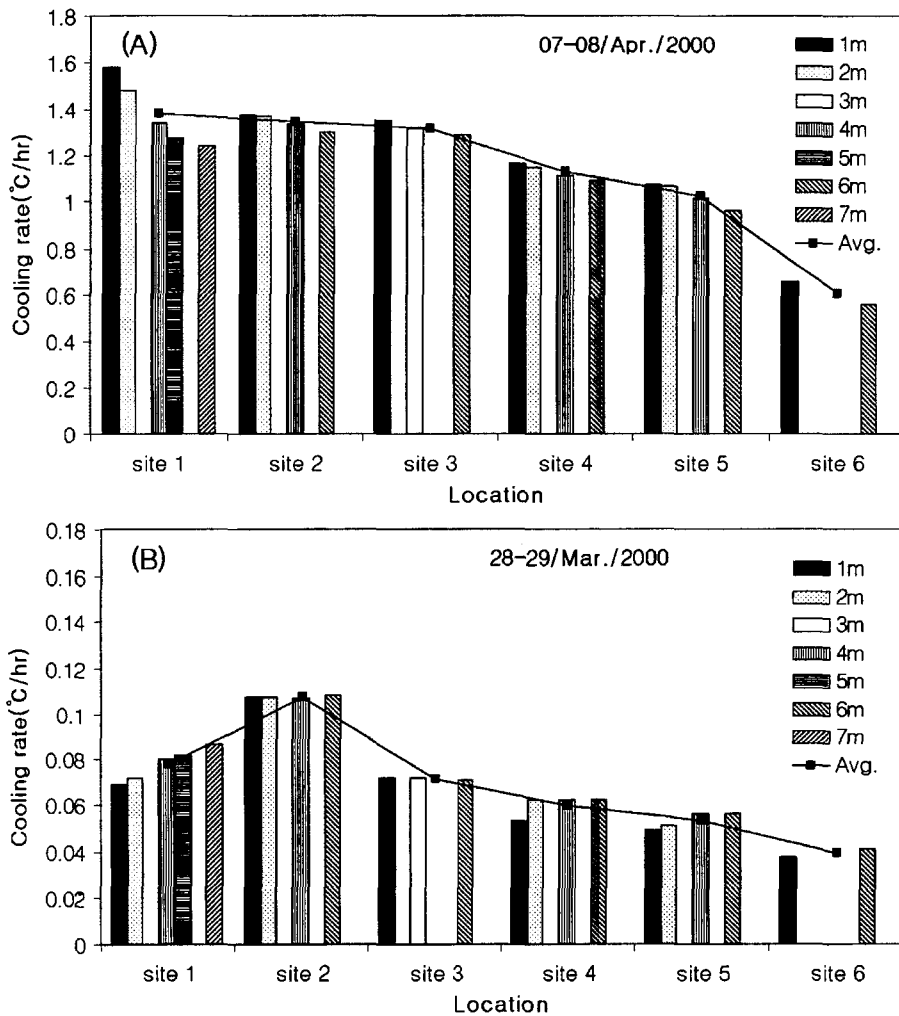 (A)
07-08/Apr./2000
Cooling rate(℃/hr)
1.8
1.6
1.4
1.2
1
0.8
0.6
0.4
0.2
0
1m
2m
3m
4m
5m
6m
7m
Avg.
site 1 site 2 site 3 site 4 site 5 site 6
Location
(B)
28-29/Mar./2000
Cooling rate(℃/hr)
0.18
0.16
0.14
0.12
0.1
0.08
0.06
0.04
0.02
0
1m
2m
3m
4m
5m
6m
7m
Avg.
site 1 site 2 site 3 site 4 site 5 site 6
Location